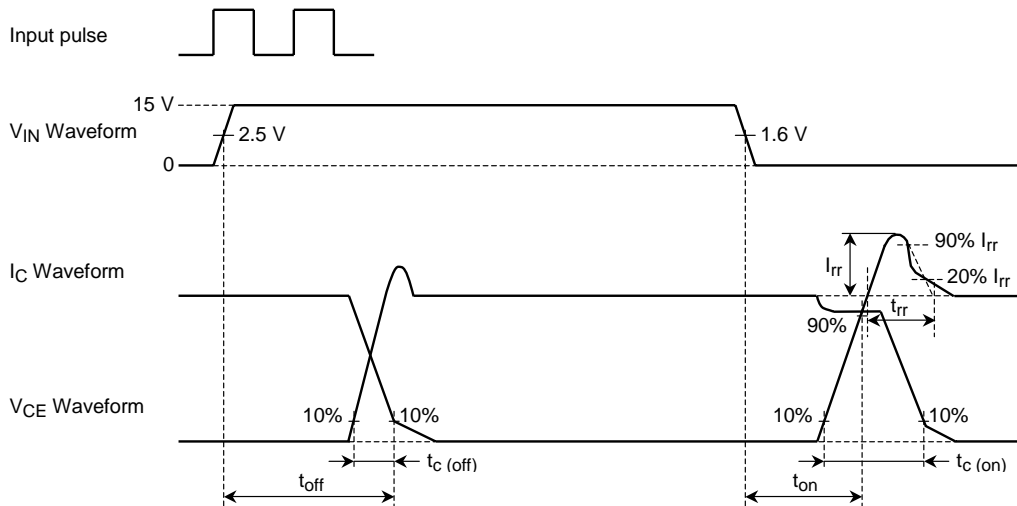 Input pulse
15 V
VIN Waveform
2.5 V
1.6 V
0
90% Irr
Irr
IC Waveform
20% Irr
trr
90%
VCE Waveform
10%
10%
10%
10%
tc (off)
tc (on)
toff
ton